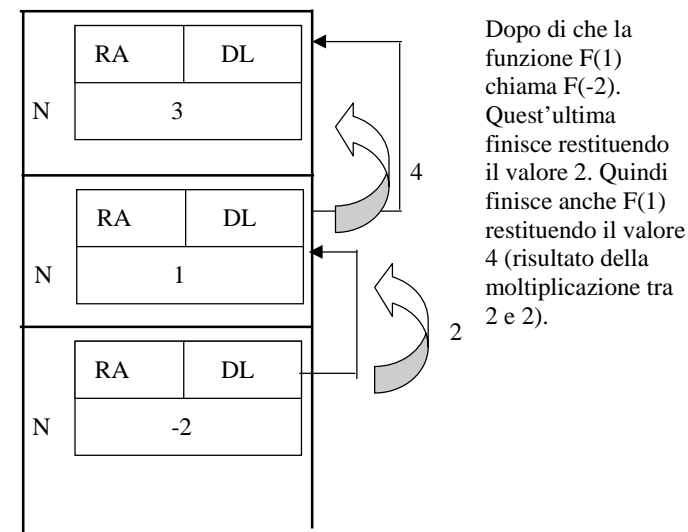 RA DL
N 3
4
RA DL
N 1
2
RA DL
N -2
Dopo di che la
funzione F(1)
chiama F(-2).
Quest'ultima
finisce restituendo
il valore 2. Quindi
finisce anche F(1)
restituendo il valore
4 (risultato della
moltiplicazione tra
2 e 2).